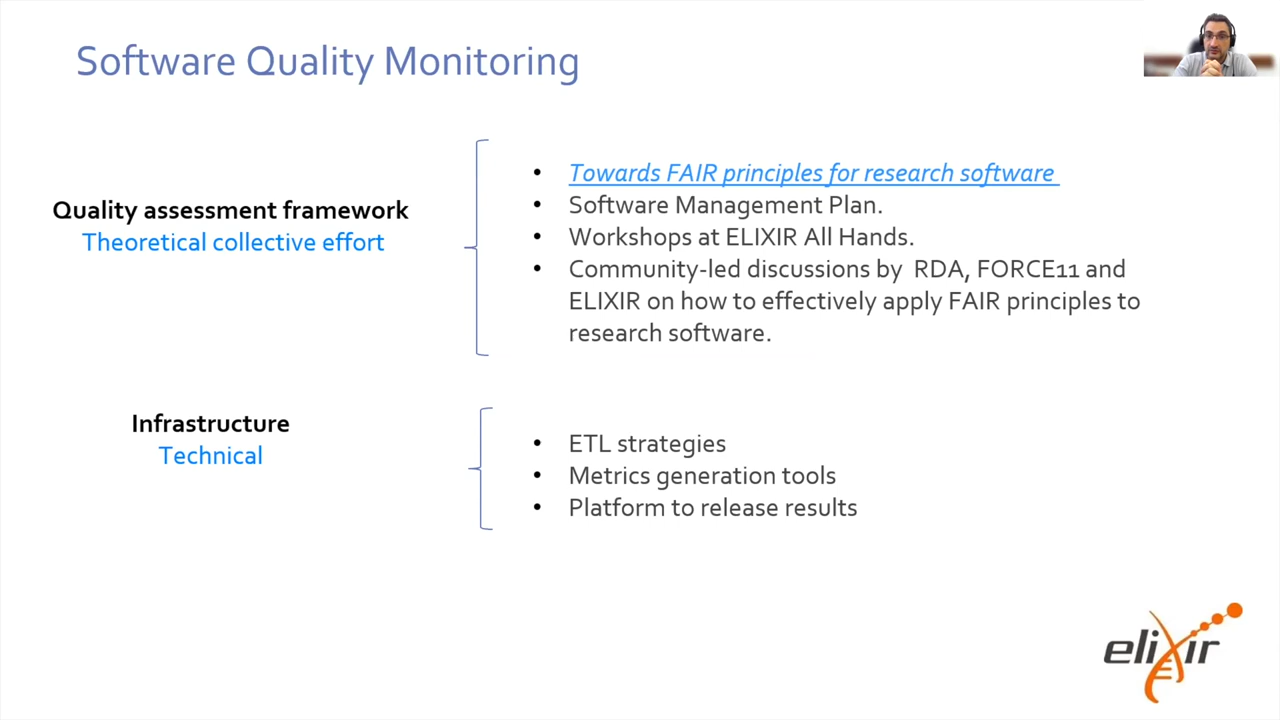 Software Quality Monitoring
Quality assessment framework
Theoretical collective effort
• Towards FAIR principles for research software
• Software Management Plan.
• Workshops at ELIXIR All Hands.
• Community-led discussions by RDA, FORCE11 and
ELIXIR on how to effectively apply FAIR principles to
research software.
Infrastructure
Technical
• ETL strategies
• Metrics generation tools
• Platform to release results
elixir